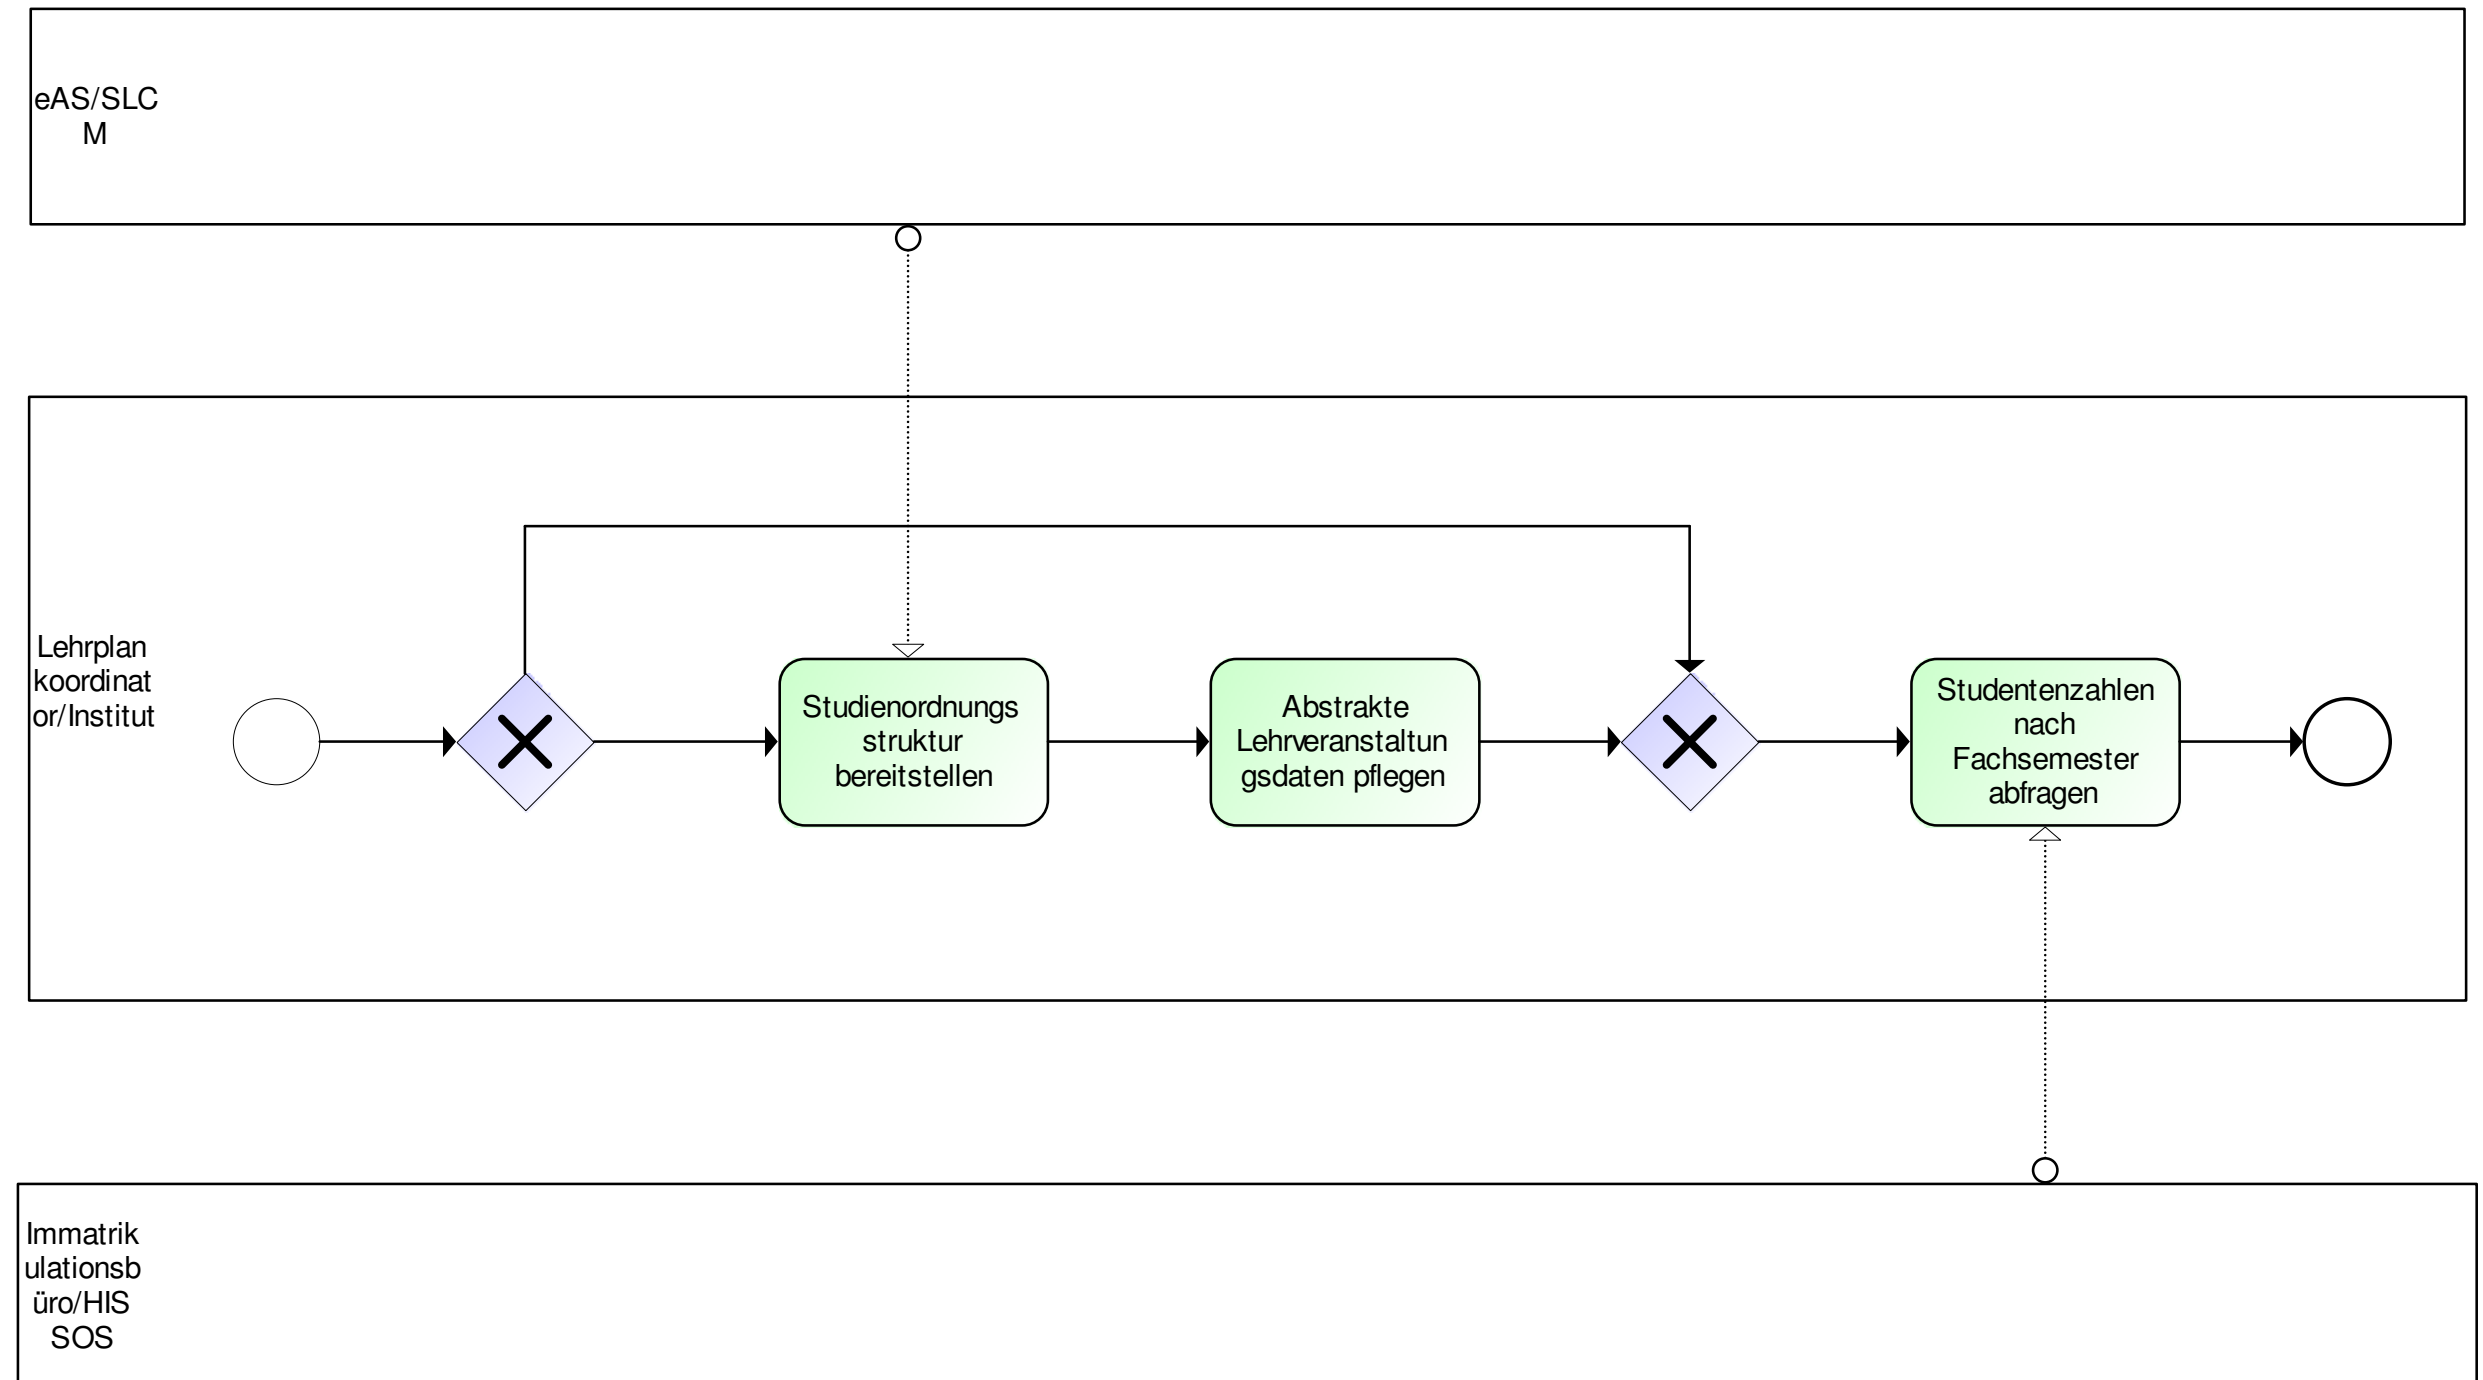 eAS/SLC
M
Lehrplan
koordinat
or/Institut
Studienordnungs
struktur
bereitstellen
Abstrakte
Lehrveranstaltun
gsdaten pflegen
Studentenzahlen
nach
Fachsemester
abfragen
Immatrik
ulationsb
üro/HIS
SOS